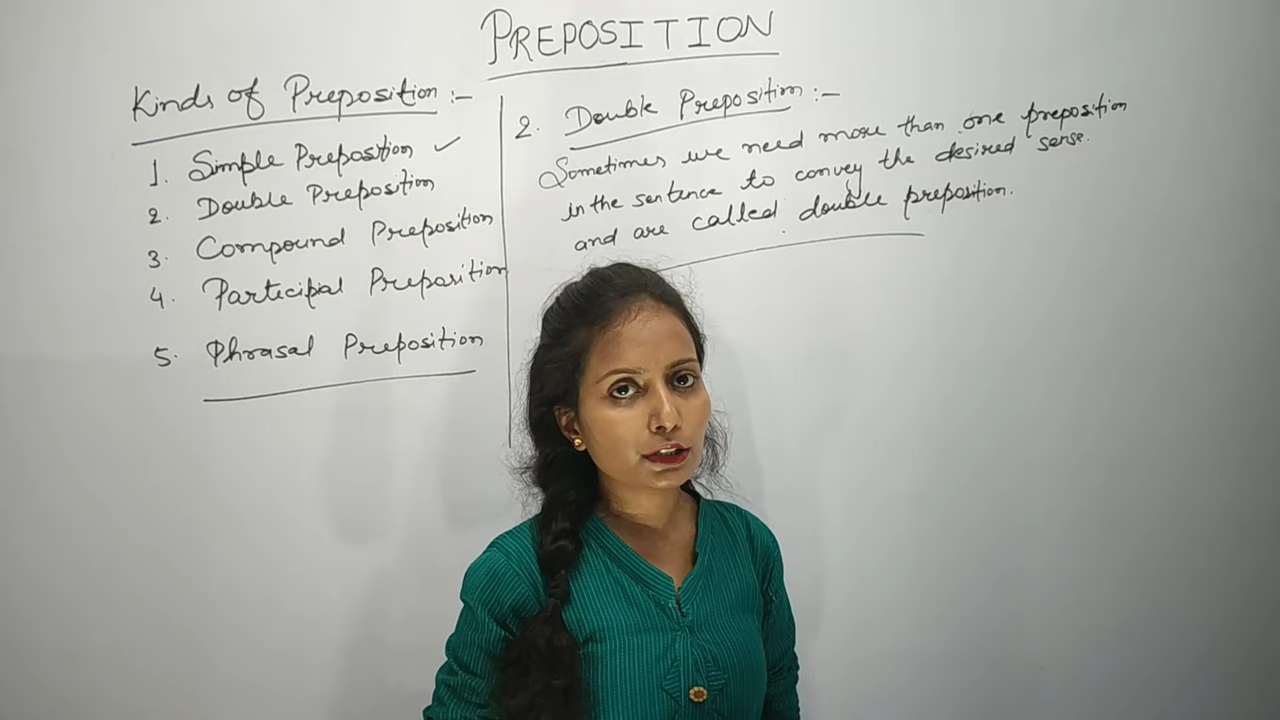 PREPOSITION
Kinds of Preposition :-
1. Simple Preposition ✓
2. Double Preposition
3. Compound Preposition
4. Participal Preposition
5. Phrasal Preposition
2. Double Preposition :-
Sometimes we need more than one preposition
in the sentence to convey the desired sense.
and are called double preposition.